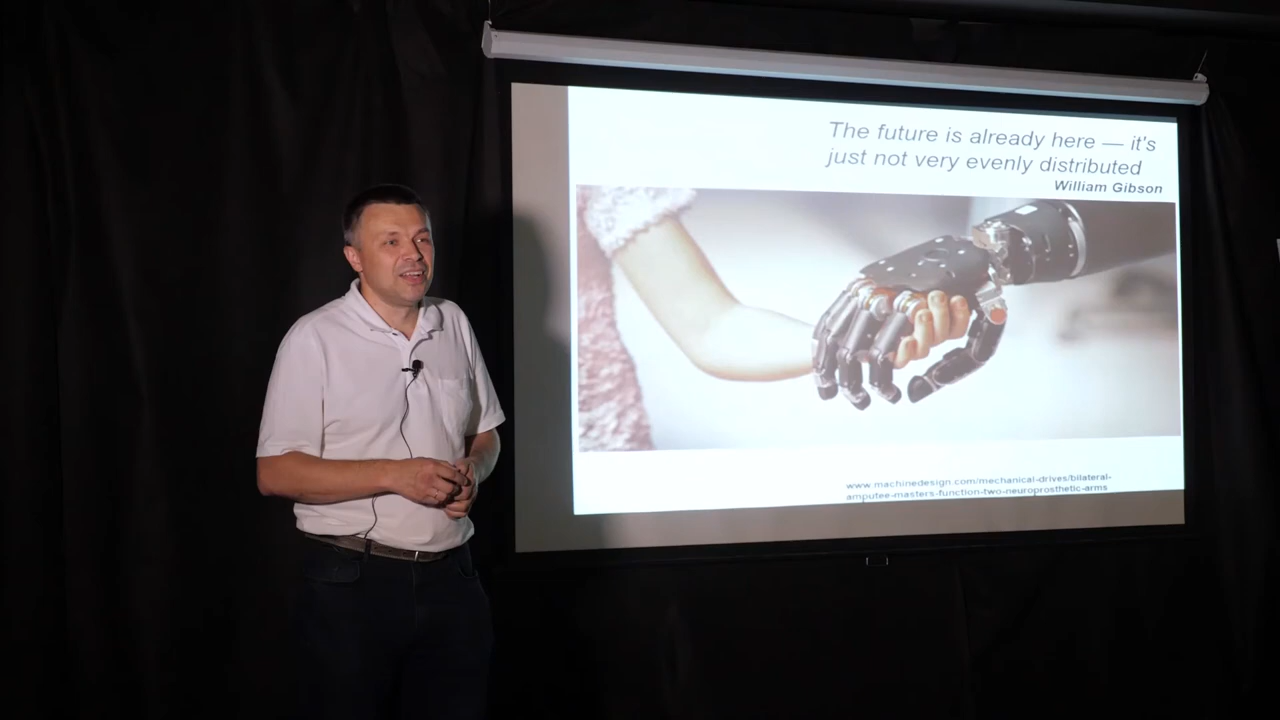 The future is already here — it's
just not very evenly distributed
William Gibson
www.machinedesign.com/mechanical-drives/bilateral-
amputee-masters-function-two-neuroprosthetic-arms